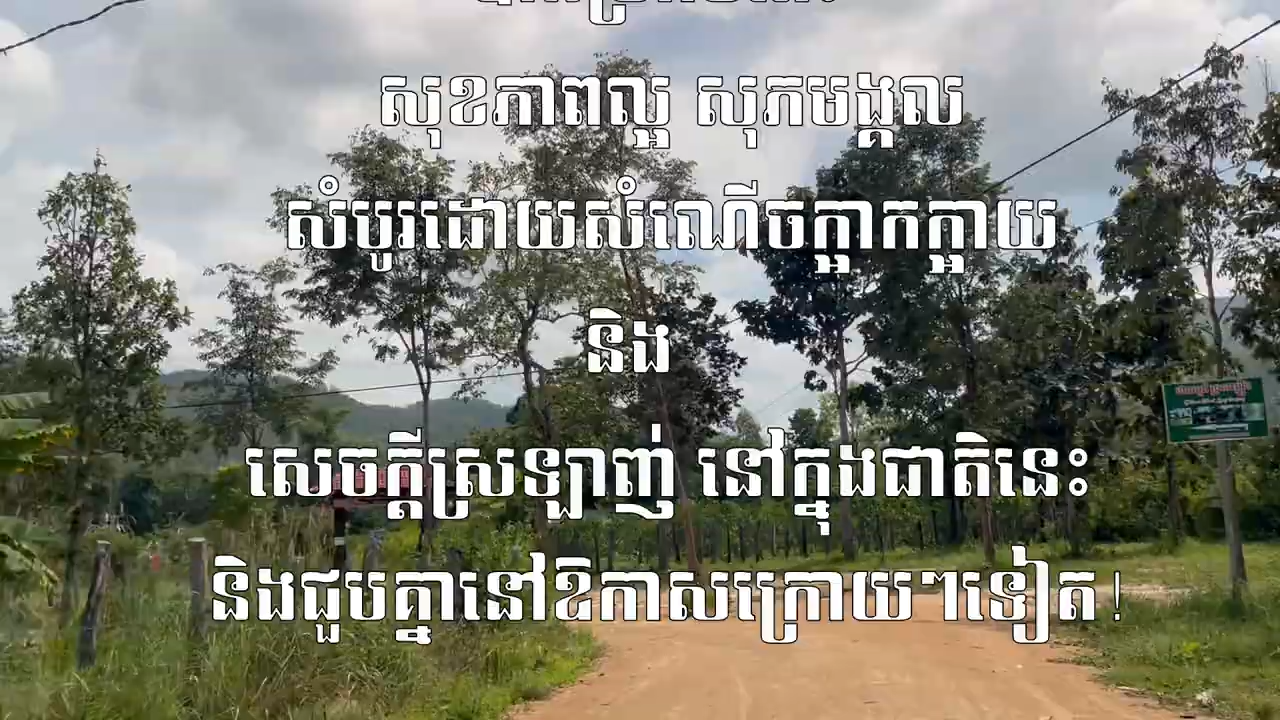 សុខភាពល្អ សុភមង្គល
សំបូរដោយសំណើចក្អាកក្អាយ
និង
សេចក្តីស្រឡាញ់ នៅក្នុងជាតិនេះ
និងជួបគ្នានៅឱកាសក្រោយៗទៀត!